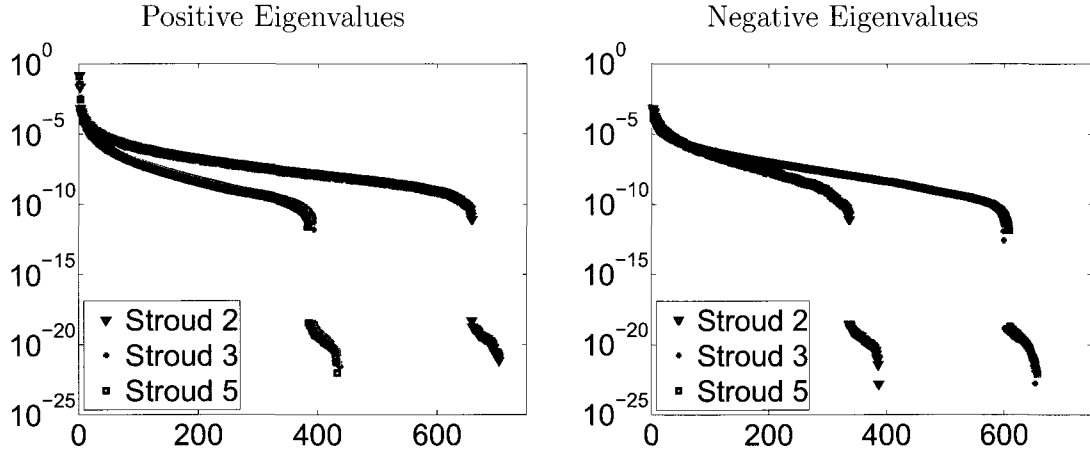 Positive Eigenvalues
10^0
10^-5
10^-10
10^-15
10^-20
10^-25
0 200 400 600
Stroud 2
Stroud 3
Stroud 5
Negative Eigenvalues
10^0
10^-5
10^-10
10^-15
10^-20
10^-25
0 200 400 600
Stroud 2
Stroud 3
Stroud 5